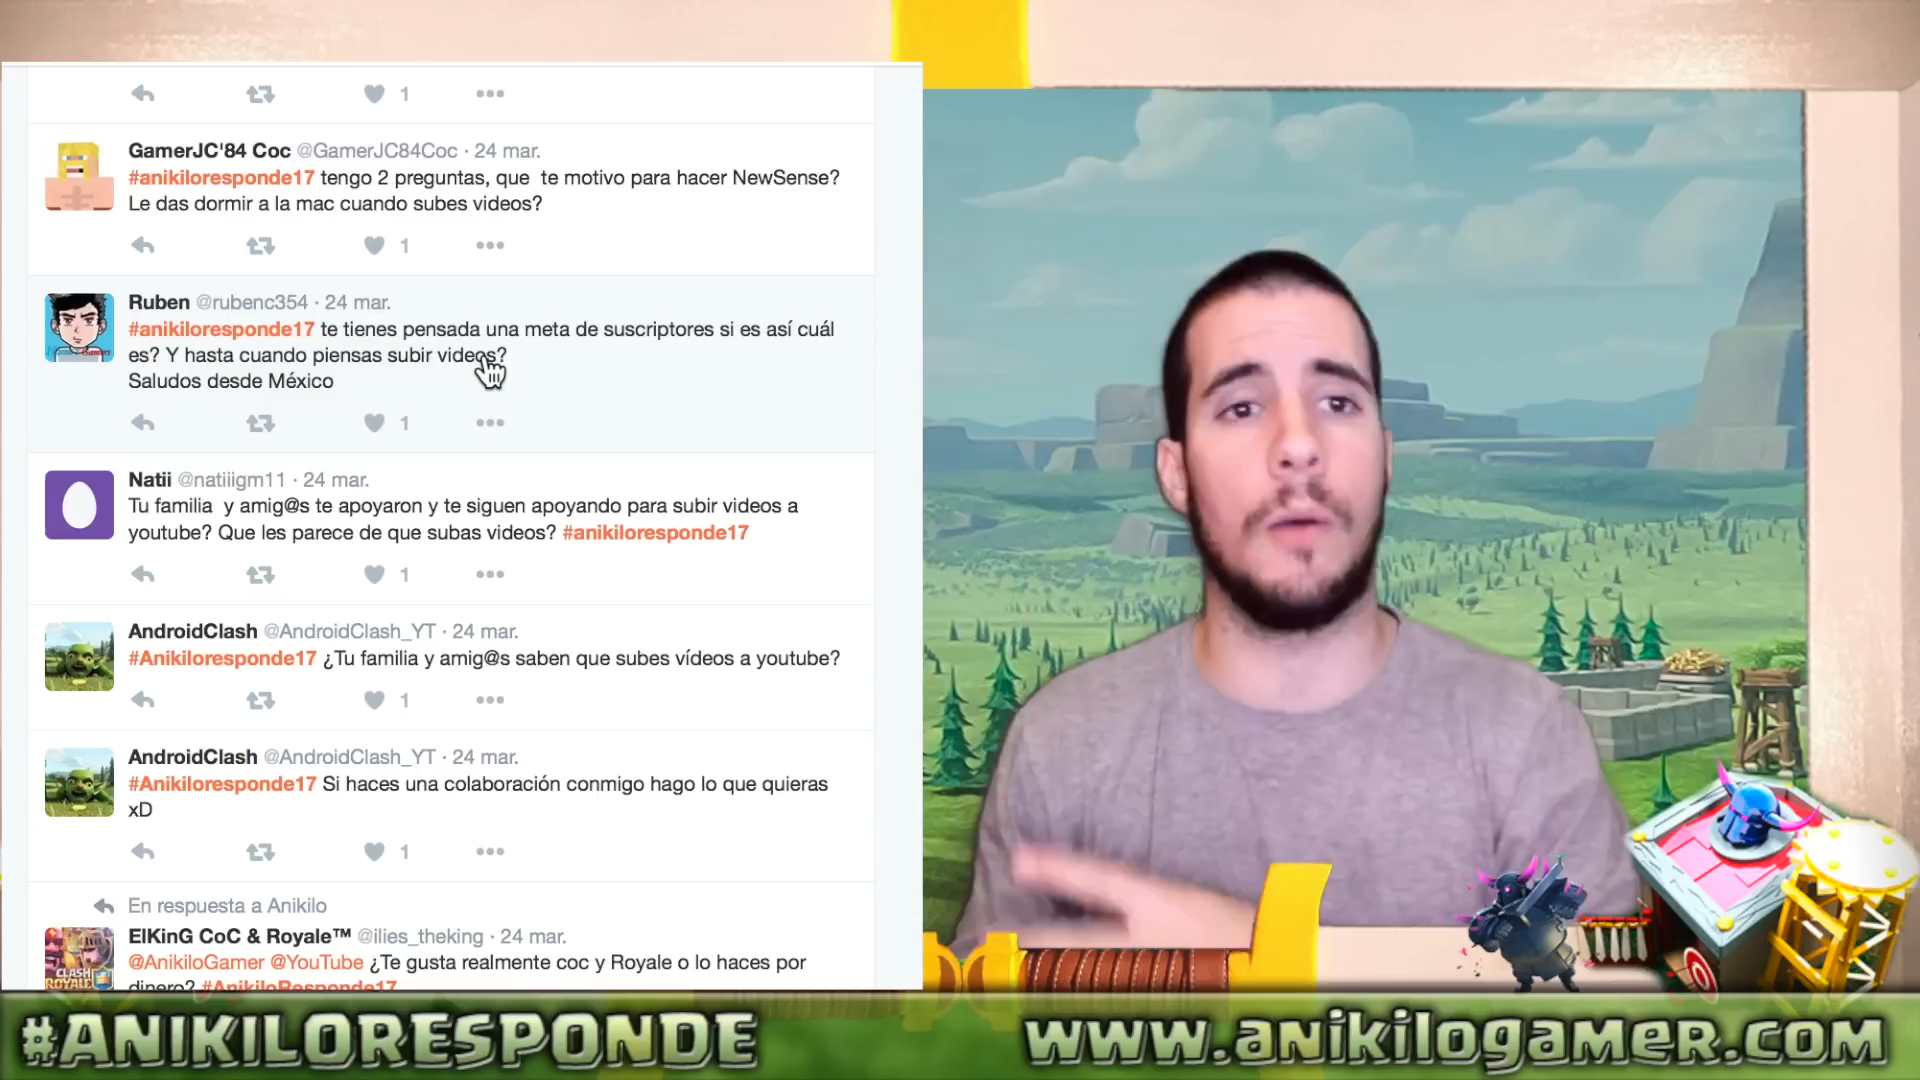 1
GamerJC'84 Coc @GamerJC84Coc · 24 mar.
#anikiloresponde17 tengo 2 preguntas, que te motivo para hacer NewSense?
Le das dormir a la mac cuando subes videos?
1
Ruben @rubenc354 · 24 mar.
#anikiloresponde17 te tienes pensada una meta de suscriptores si es así cuál
es? Y hasta cuando piensas subir videos?
Saludos desde México
1
Natii @natiiigm11 · 24 mar.
Tu familia y amig@s te apoyaron y te siguen apoyando para subir videos a
youtube? Que les parece de que subas videos? #anikiloresponde17
1
AndroidClash @AndroidClash_YT · 24 mar.
#Anikiloresponde17 ¿Tu familia y amig@s saben que subes vídeos a youtube?
1
AndroidClash @AndroidClash_YT · 24 mar.
#Anikiloresponde17 Si haces una colaboración conmigo hago lo que quieras
xD
1
En respuesta a Anikilo
ElKinG CoC & Royale™ @ilies_theking · 24 mar.
@AnikiloGamer @YouTube ¿Te gusta realmente coc y Royale o lo haces por
dinero? #AnikiloResponde17
CLASH
ROYALE
#ANIKILORESPONDE
www.anikilogamer.com